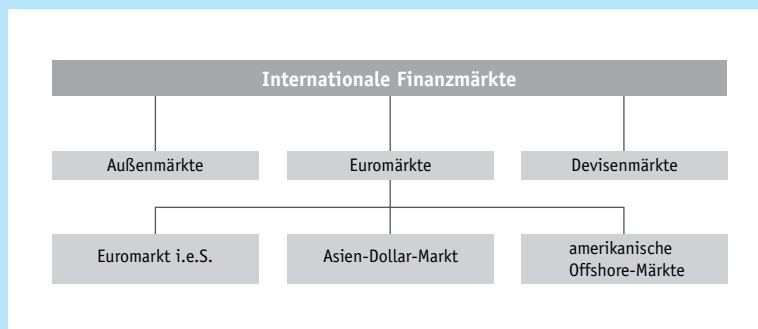 Internationale Finanzmärkte
Außenmärkte
Euromärkte
Devisenmärkte
Euromarkt i.e.S.
Asien-Dollar-Markt
amerikanische
Offshore-Märkte